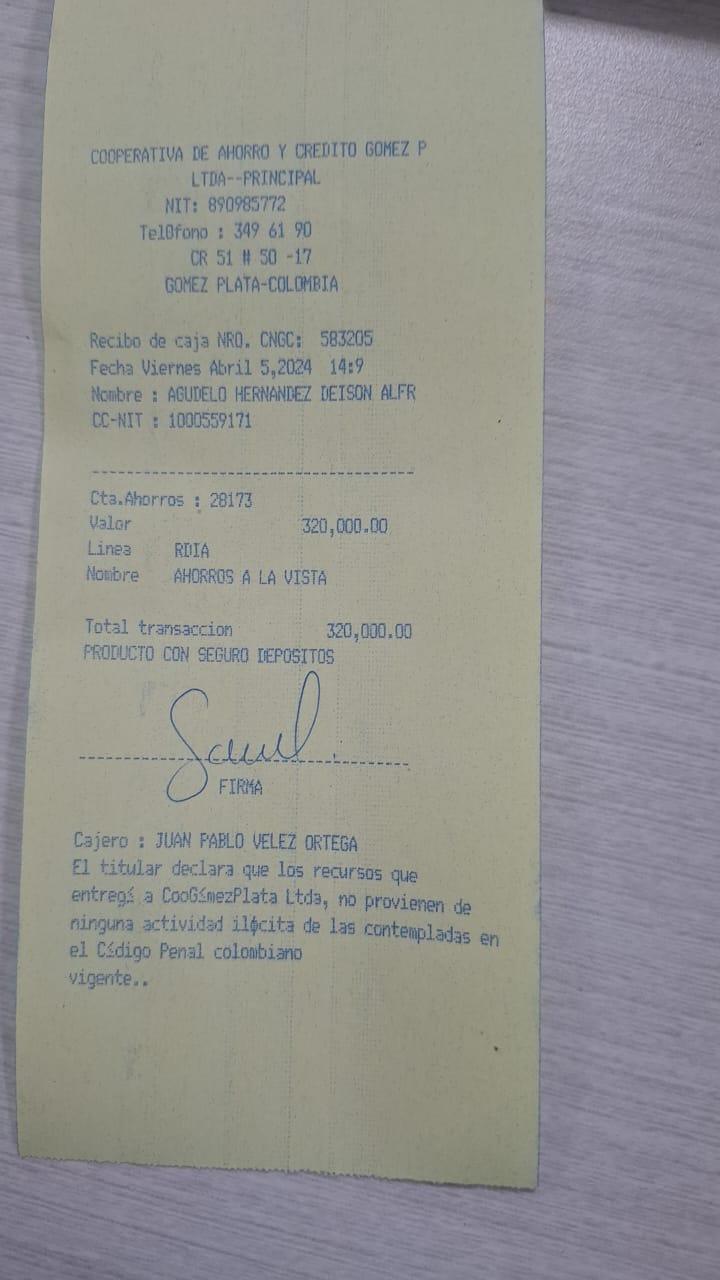 COOPERATIVA DE AHORRO Y CREDITO GOMEZ P
LTDA--PRINCIPAL
NIT: 890985772
Tel0fono : 349 61 90
CR 51 # 50 -17
GOMEZ PLATA-COLOMBIA
Recibo de caja NRO. CNGC: 583205
Fecha Viernes Abril 5,2024 14:9
Nombre : AGUDELO HERNANDEZ DEISON ALFR
CC-NIT : 1000559171
Cta.Ahorros : 28173
Valor 320,000.00
Linea RDIA
Nombre AHORROS A LA VISTA
Total transaccion 320,000.00
PRODUCTO CON SEGURO DEPOSITOS
FIRMA
Cajero : JUAN PABLO VELEZ ORTEGA
El titular declara que los recursos que
entregí a CooGímezPlata Ltda, no provienen de
ninguna actividad ilócita de las contempladas en
el Cídigo Penal colombiano
vigente..